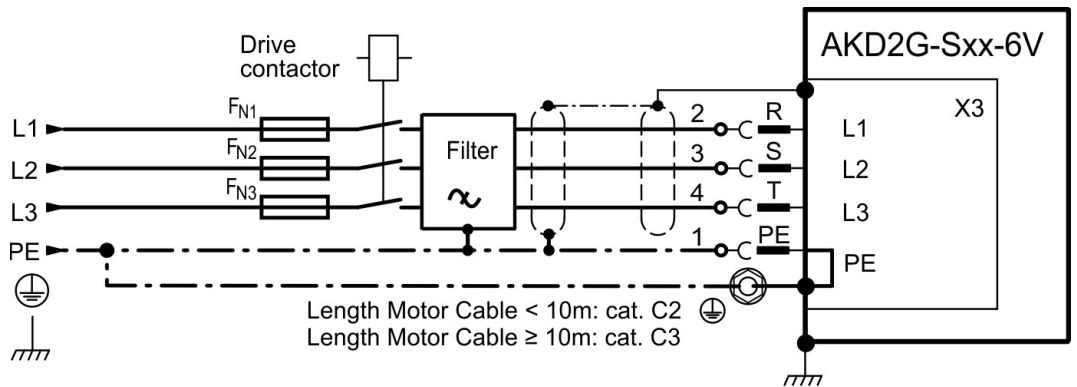 AKD2G-Sxx-6V
Drive
contactor
X3
FN1
L1
2
R
L1
FN2
Filter
L2
3
S
L2
FN3
L3
4
T
L3
PE
1
PE
PE
Length Motor Cable < 10m: cat. C2
Length Motor Cable ≥ 10m: cat. C3